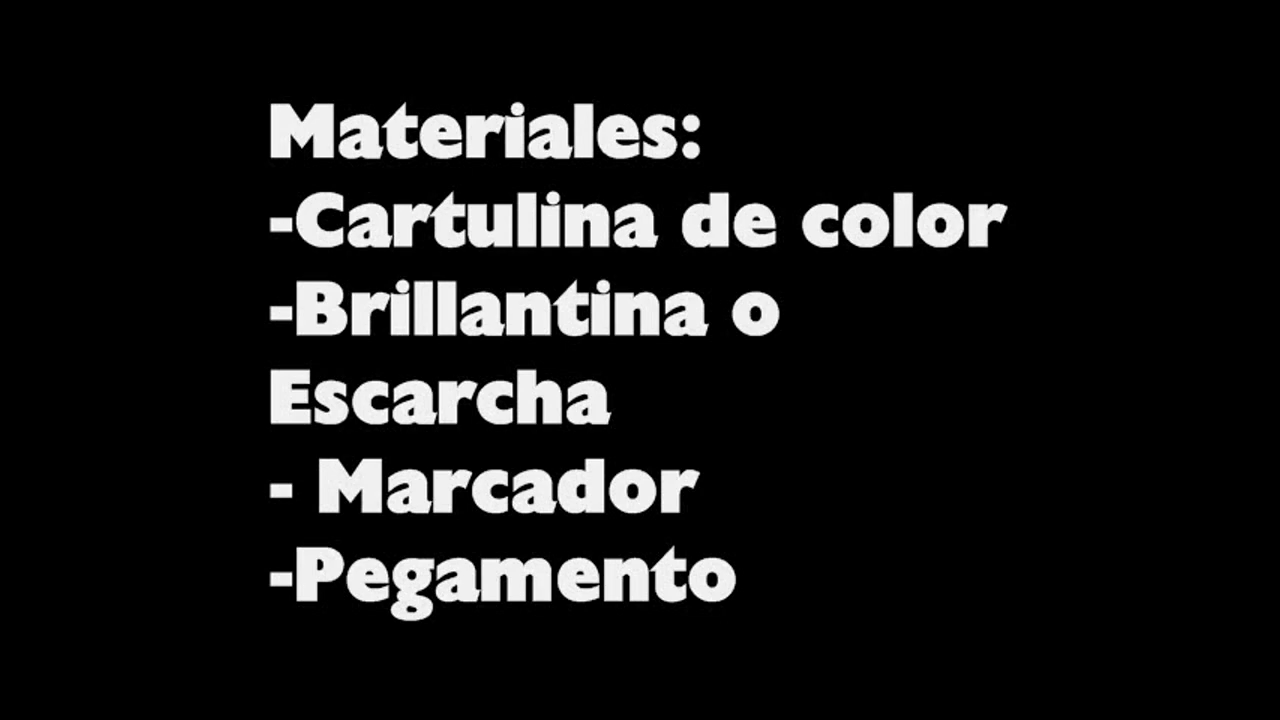 Materiales:
-Cartulina de color
-Brillantina o
Escarcha
- Marcador
-Pegamento